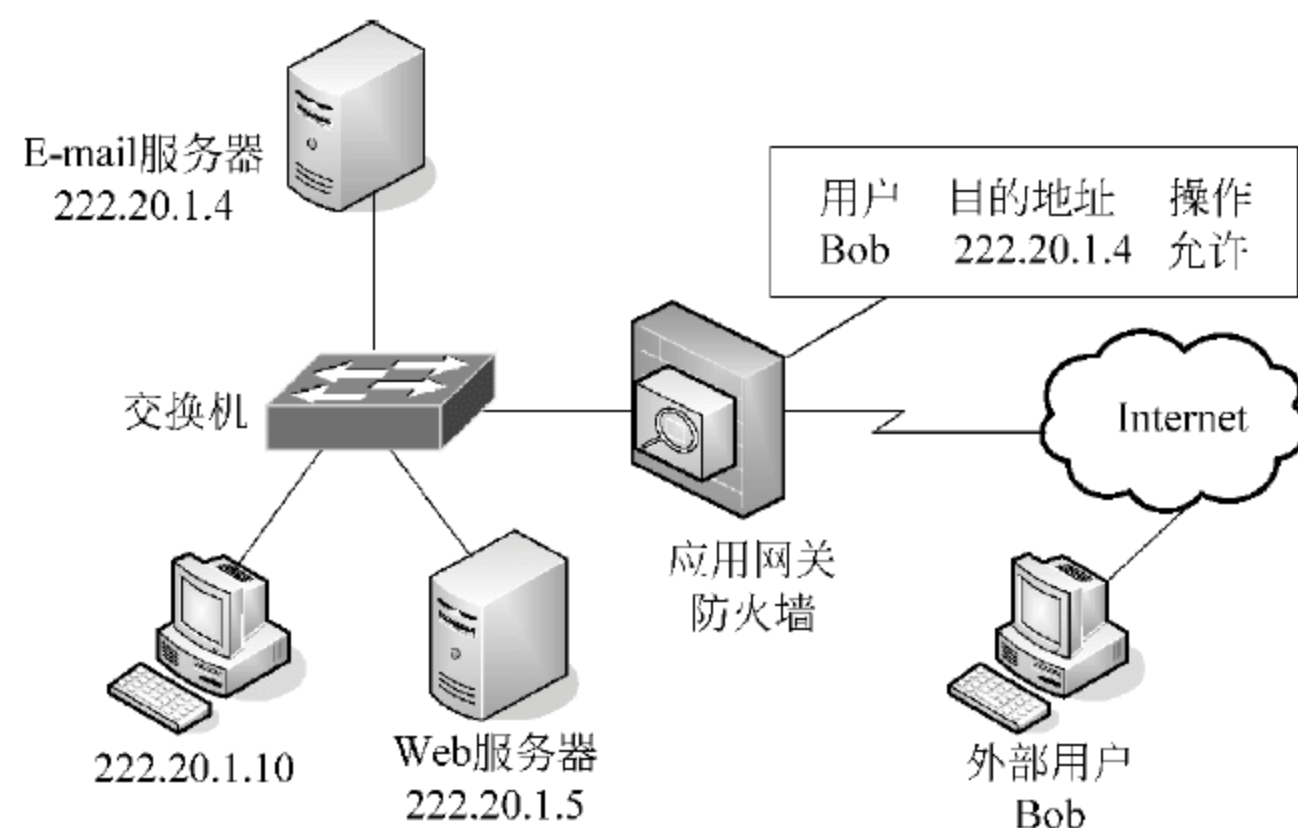 E-mail服务器
222.20.1.4
用户 目的地址 操作
Bob 222.20.1.4 允许
交换机
Internet
应用网关
防火墙
222.20.1.10
Web服务器
222.20.1.5
外部用户
Bob